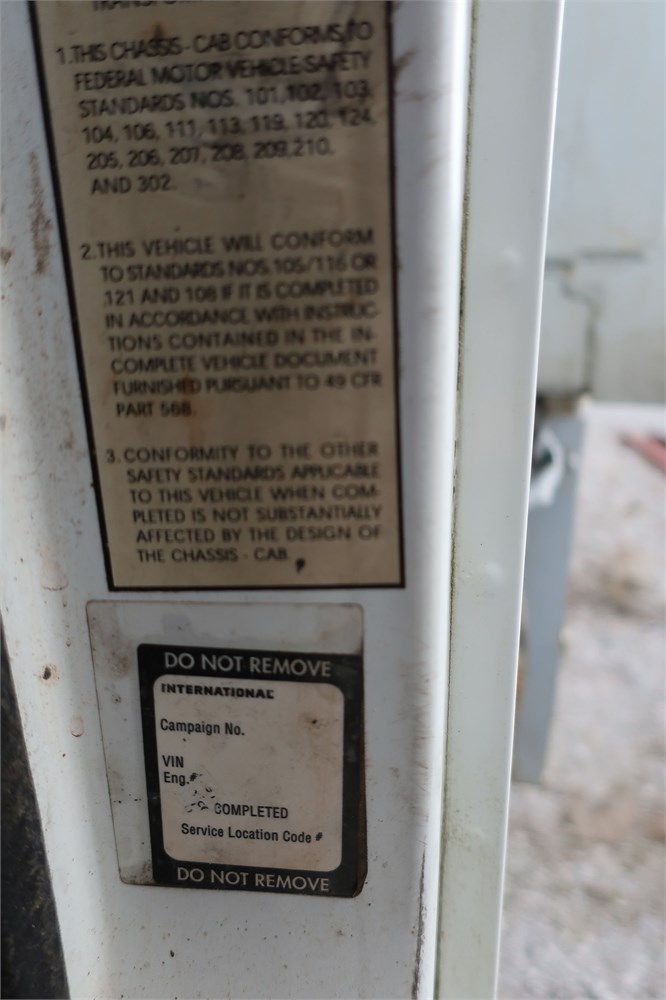 1. THIS CHASSIS - CAB CONFORMS TO
FEDERAL MOTOR VEHICLE SAFETY
STANDARDS NOS. 101, 102, 103,
104, 106, 111, 113, 119, 120, 124,
205, 206, 207, 208, 209, 210,
AND 302.
2. THIS VEHICLE WILL CONFORM
TO STANDARDS NOS. 105/116 OR
121 AND 108 IF IT IS COMPLETED
IN ACCORDANCE WITH INSTRUC-
TIONS CONTAINED IN THE IN-
COMPLETE VEHICLE DOCUMENT
FURNISHED PURSUANT TO 49 CFR
PART 568.
3. CONFORMITY TO THE OTHER
SAFETY STANDARDS APPLICABLE
TO THIS VEHICLE WHEN COM-
PLETED IS NOT SUBSTANTIALLY
AFFECTED BY THE DESIGN OF
THE CHASSIS - CAB.
DO NOT REMOVE
INTERNATIONAL
Campaign No.
VIN
Eng.
COMPLETED
Service Location Code
DO NOT REMOVE